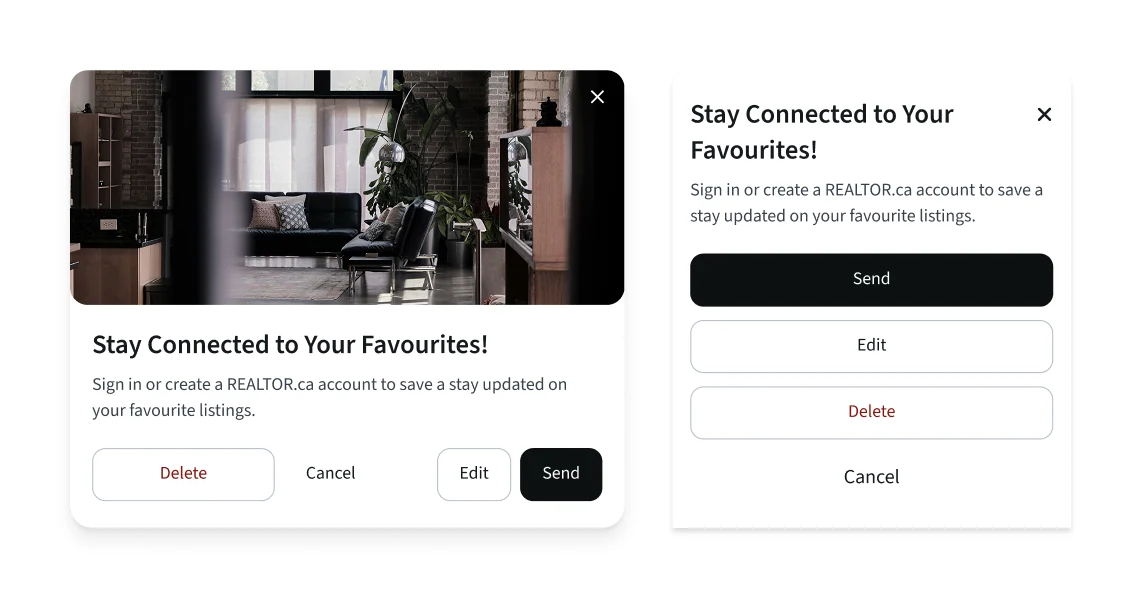 Stay Connected to Your Favourites!
Sign in or create a REALTOR.ca account to save a stay updated on
your favourite listings.
Delete
Cancel
Edit
Send
Stay Connected to Your
Favourites!
Sign in or create a REALTOR.ca account to save a
stay updated on your favourite listings.
Send
Edit
Delete
Cancel